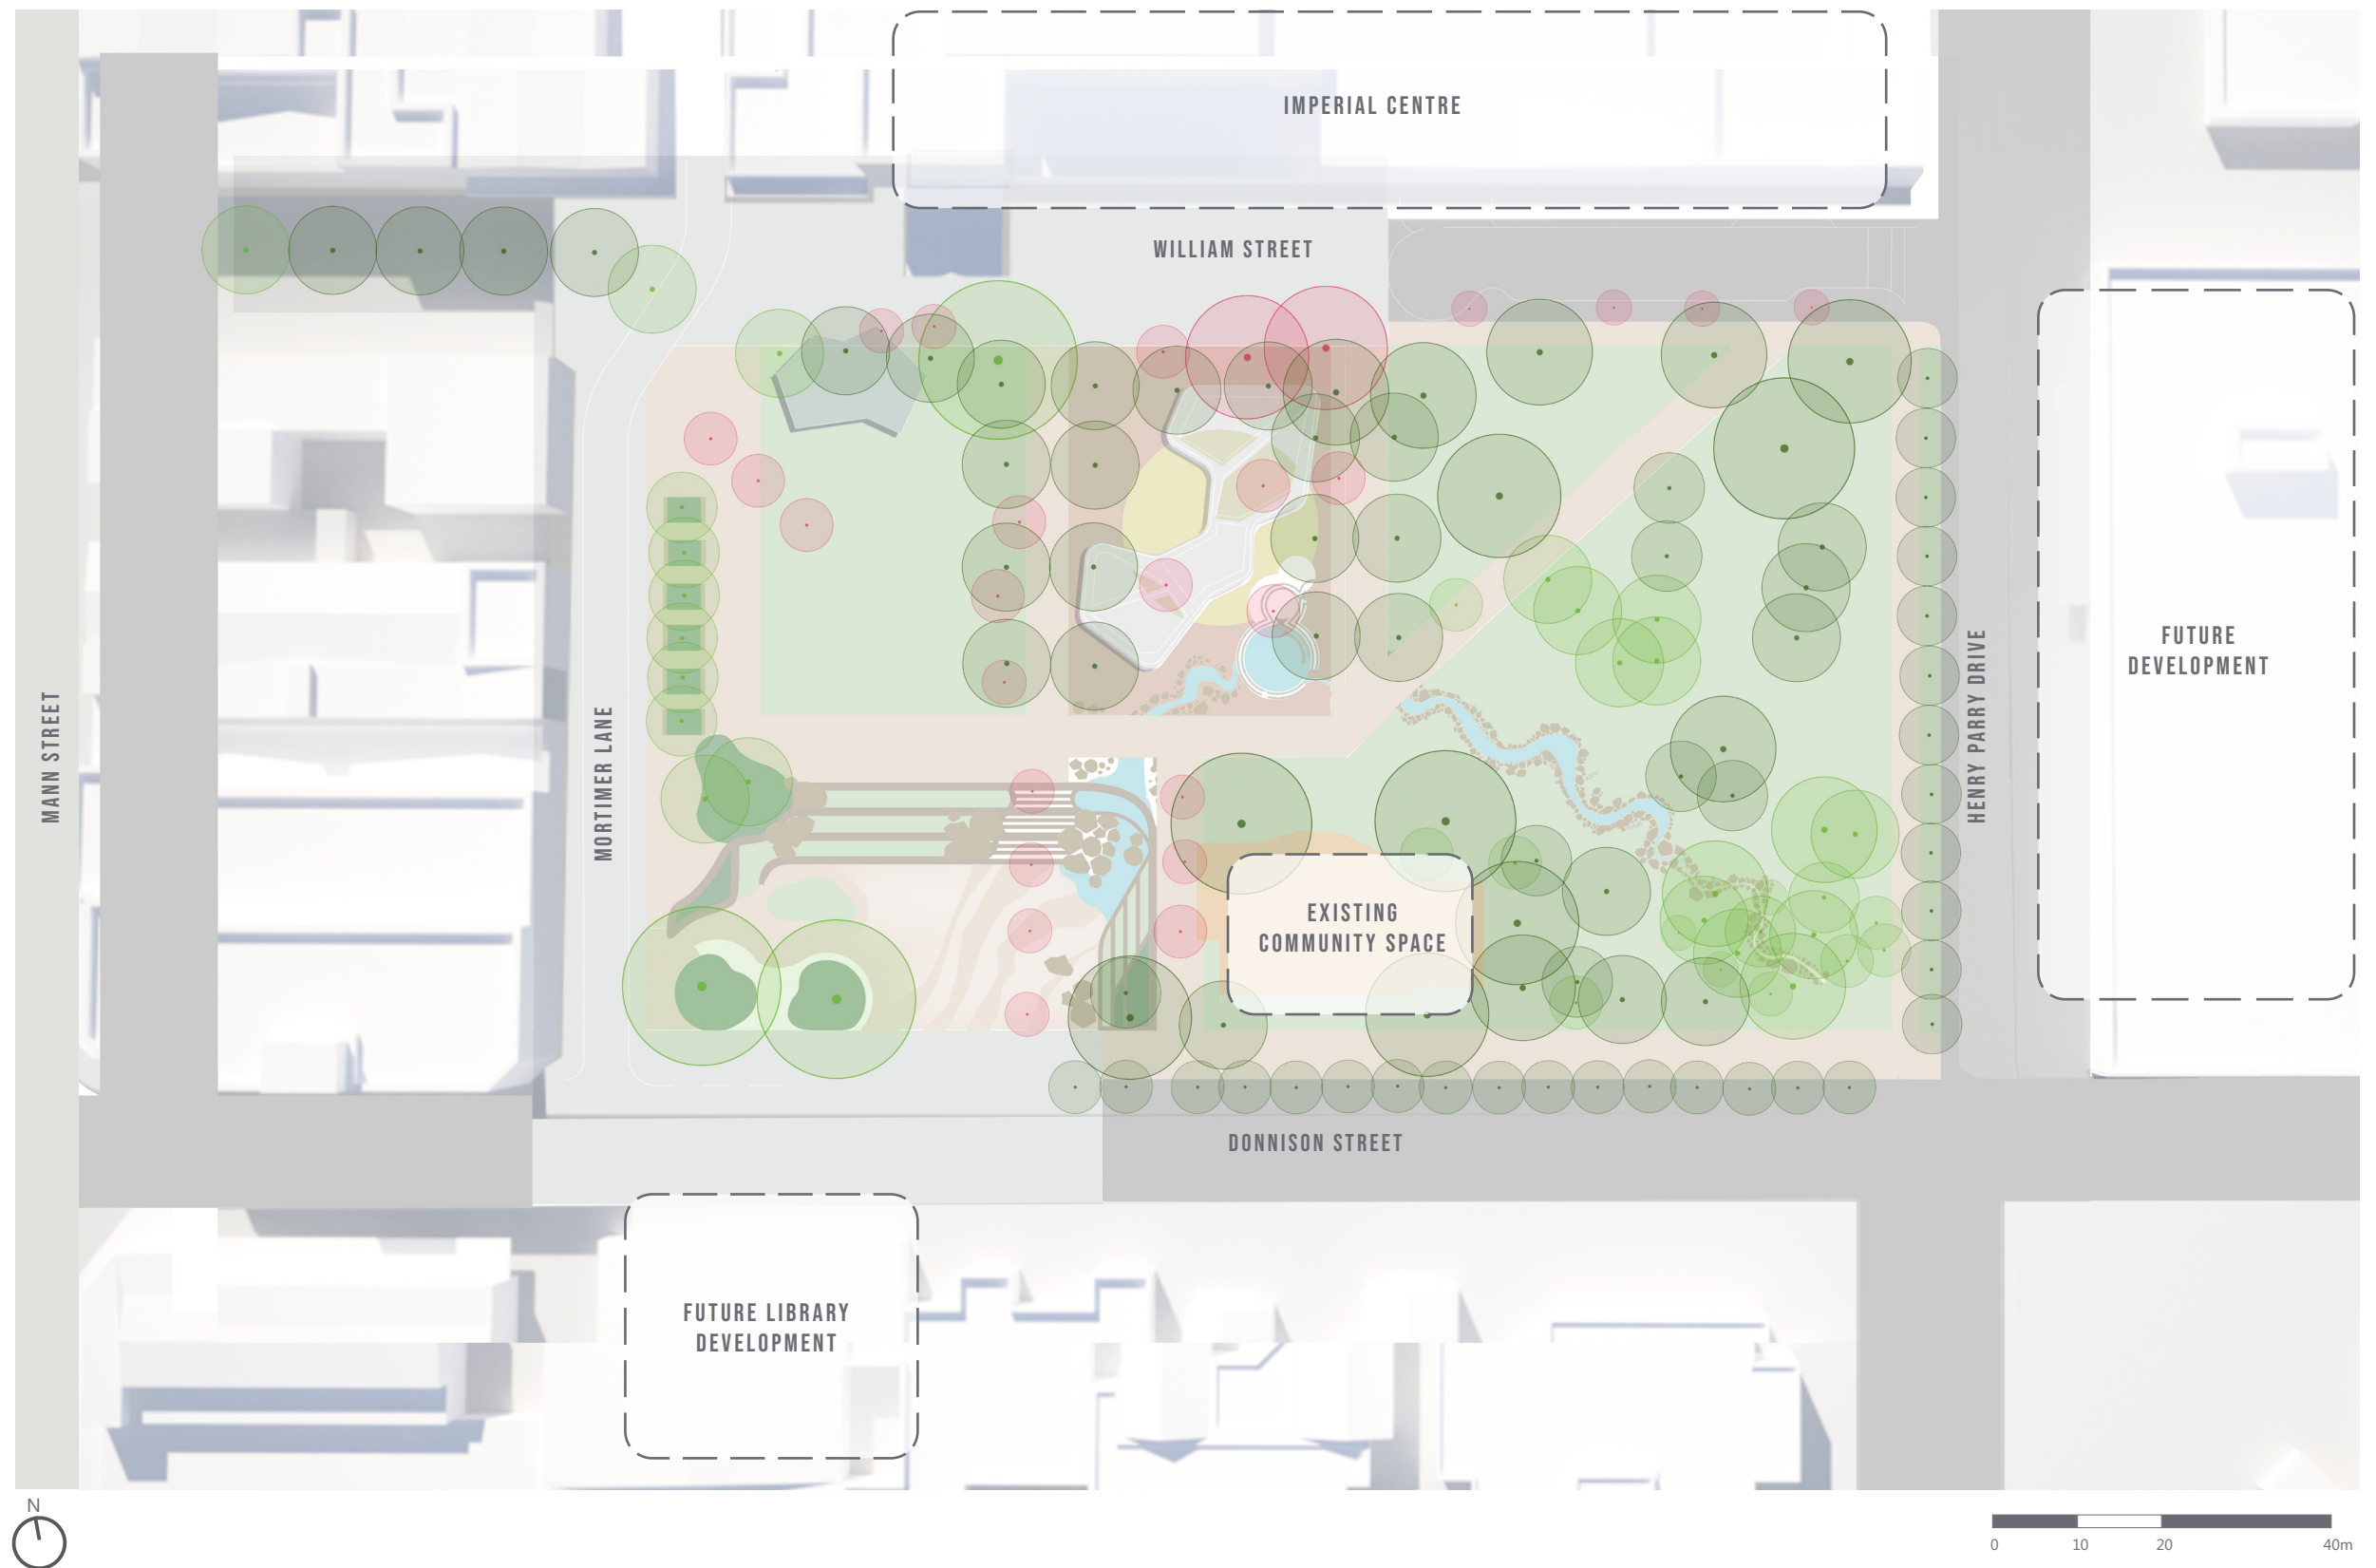 IMPERIAL CENTRE
WILLIAM STREET
FUTURE
DEVELOPMENT
HENRY PARRY DRIVE
MANN STREET
MORTIMER LANE
EXISTING
COMMUNITY SPACE
DONNISON STREET
FUTURE LIBRARY
DEVELOPMENT
N
0 10 20 40m